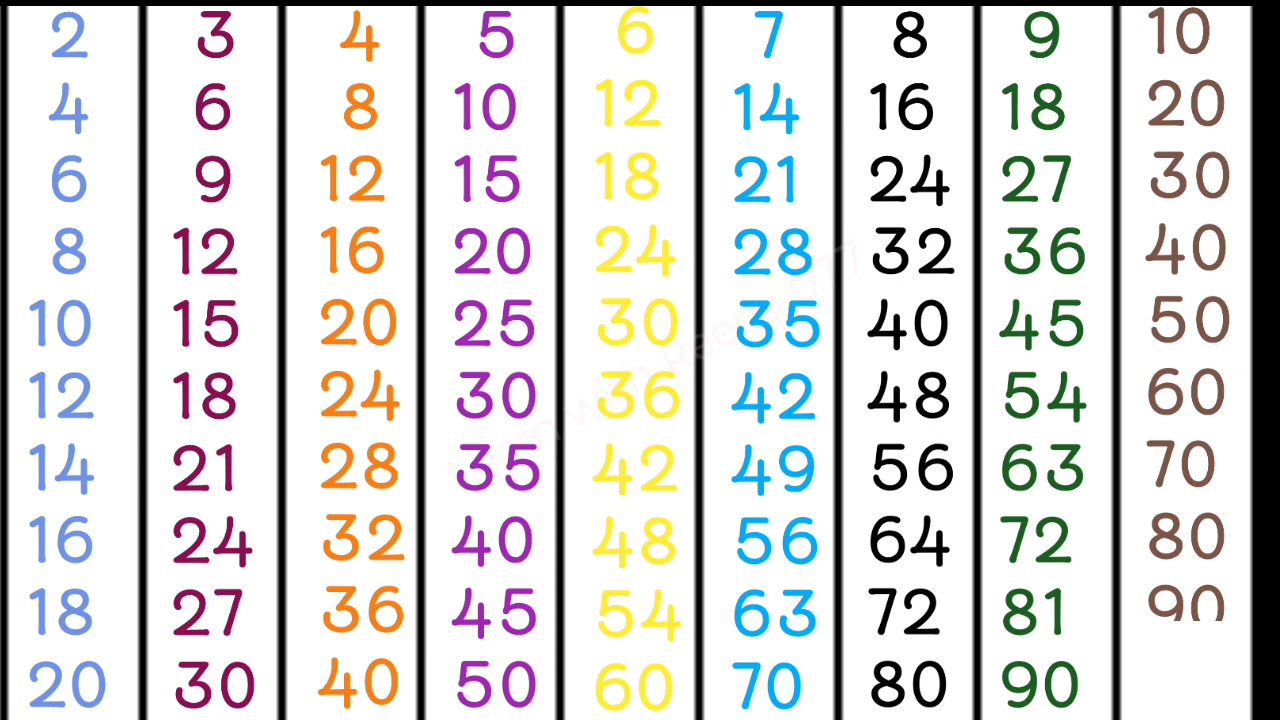 2 3 4 5 6 7 8 9 10
4 6 8 10 12 14 16 18 20
6 9 12 15 18 21 24 27 30
8 12 16 20 24 28 32 36 40
10 15 20 25 30 35 40 45 50
12 18 24 30 36 42 48 54 60
14 21 28 35 42 49 56 63 70
16 24 32 40 48 56 64 72 80
18 27 36 45 54 63 72 81 90
20 30 40 50 60 70 80 90
with